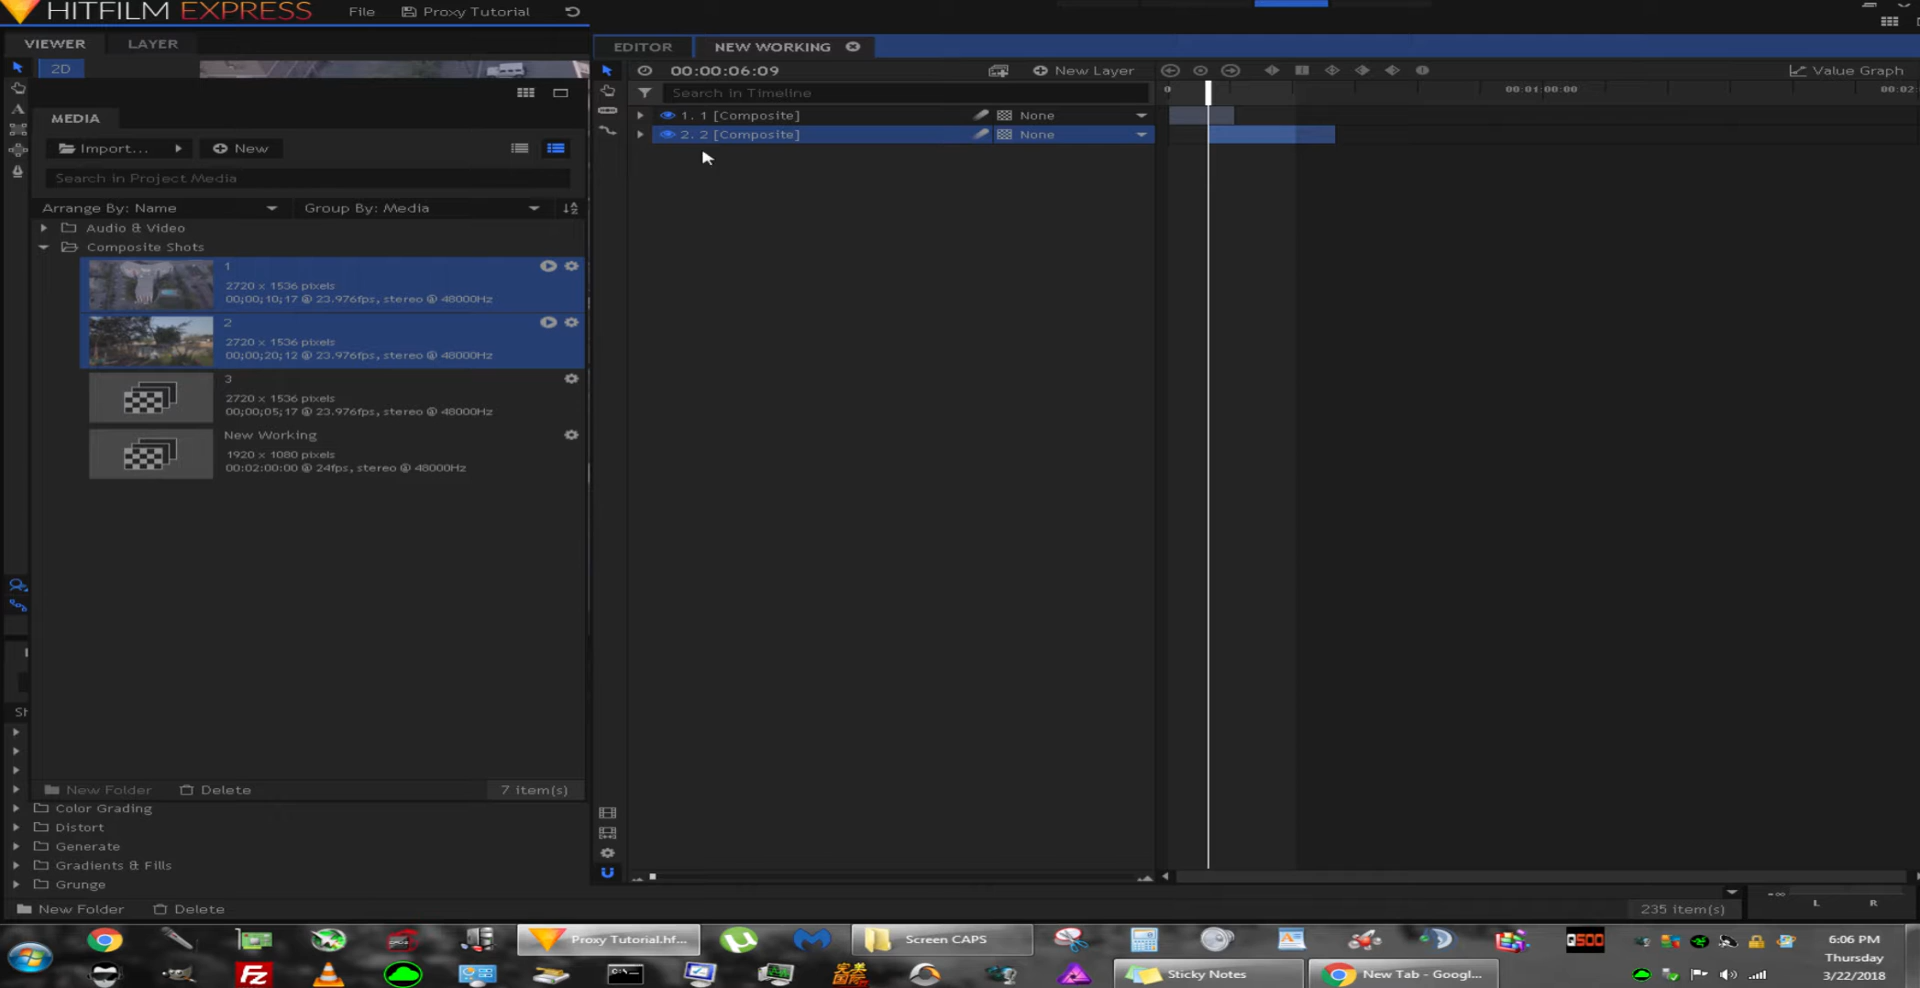 HITFILM EXPRESS
File
Proxy Tutorial
VIEWER
LAYER
2D
MEDIA
Import...
New
Search in Project Media
Arrange By: Name
Group By: Media
Audio & Video
Composite Shots
1
2720 x 1536 pixels
00;00;10;17 @ 23.976fps, stereo @ 48000Hz
2
2720 x 1536 pixels
00;00;20;12 @ 23.976fps, stereo @ 48000Hz
3
2720 x 1536 pixels
00;00;05;17 @ 23.976fps, stereo @ 48000Hz
New Working
1920 x 1080 pixels
00:02:00:00 @ 24fps, stereo @ 48000Hz
New Folder
Delete
7 item(s)
Color Grading
Distort
Generate
Gradients & Fills
Grunge
New Folder
Delete
EDITOR
NEW WORKING
00:00:06:09
New Layer
Value Graph
Search in Timeline
0
00:01:00:00
00:02:
1. 1 [Composite]
None
2. 2 [Composite]
None
235 item(s)
-∞
L
R
Proxy Tutorial.hf...
Screen CAPS
Q500
6:06 PM
Thursday
3/22/2018
Fz
Sticky Notes
New Tab - Googl...